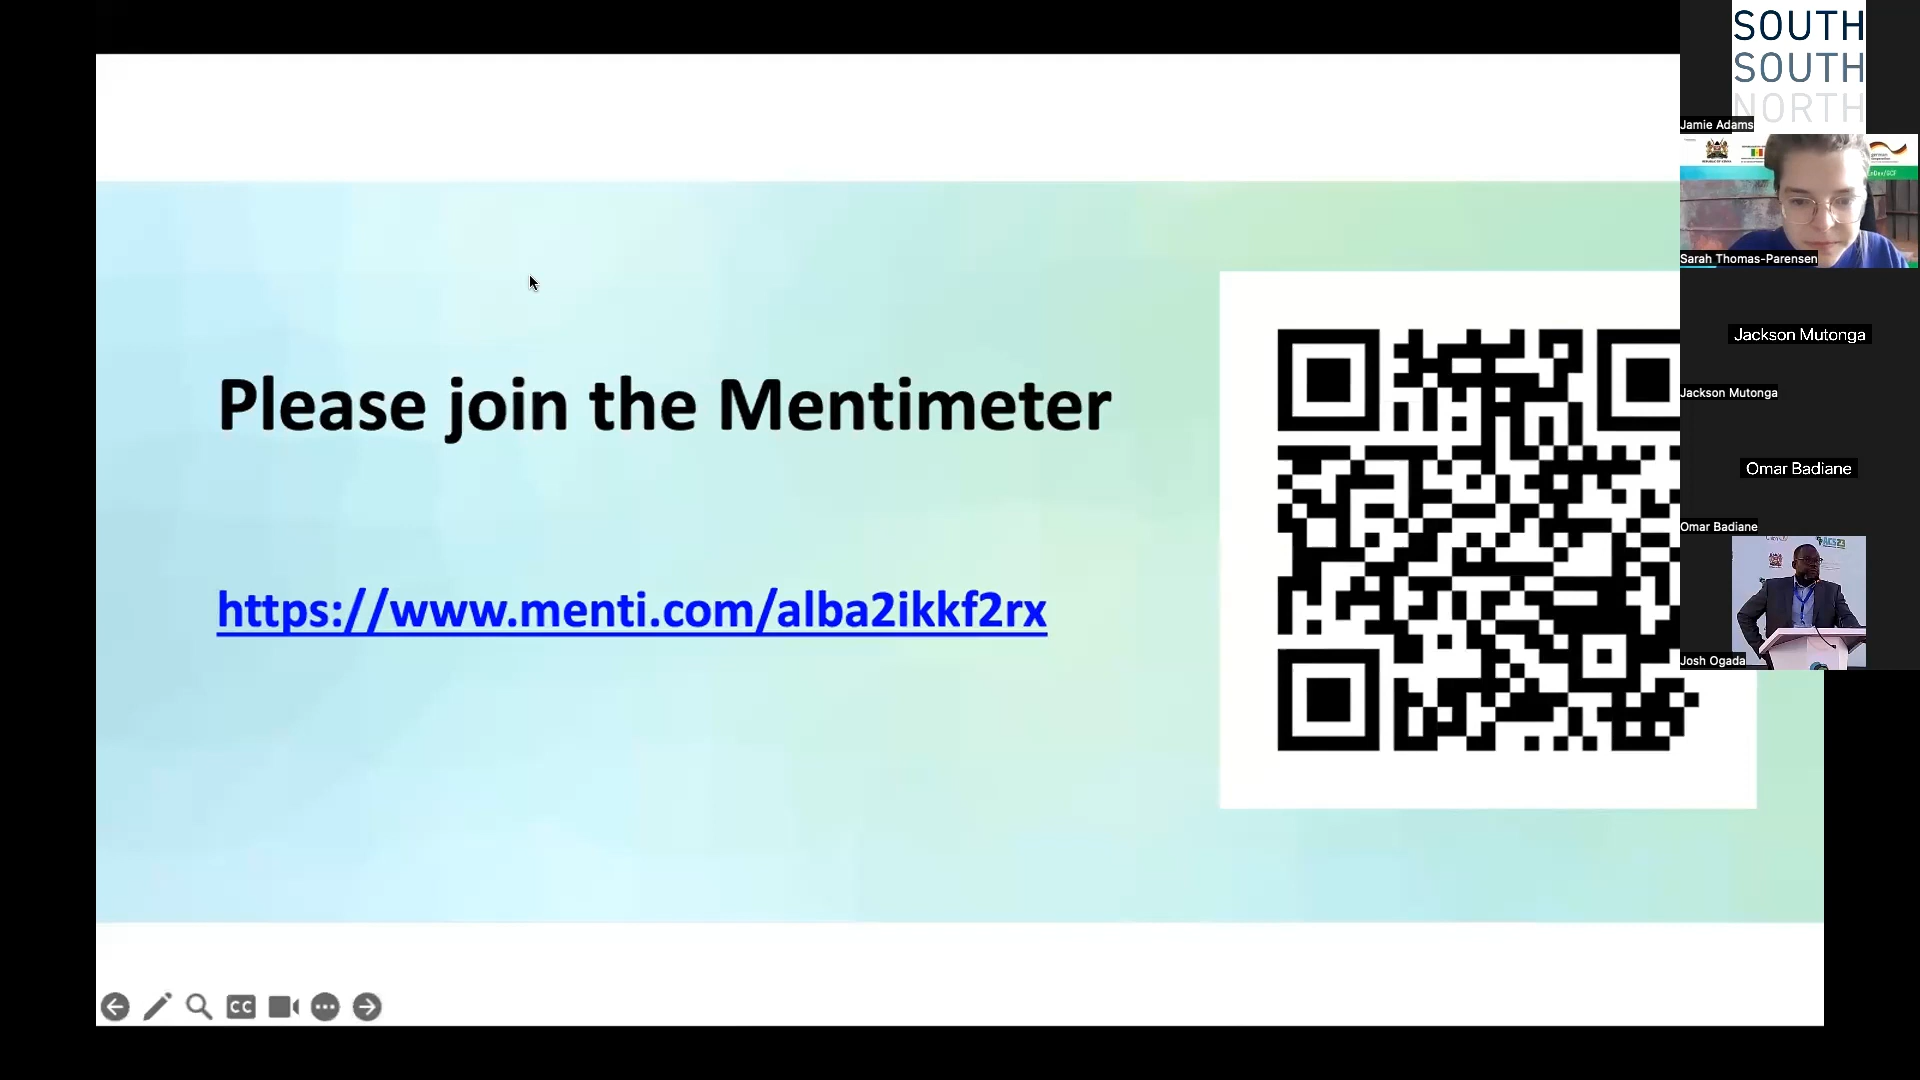 SOUTH
SOUTH
NORTH
Jamie Adams
Sarah Thomas-Parensen
Jackson Mutonga
Jackson Mutonga
Omar Badiane
Omar Badiane
Josh Ogada
Please join the Mentimeter
https://www.menti.com/alba2ikkf2rx
CC